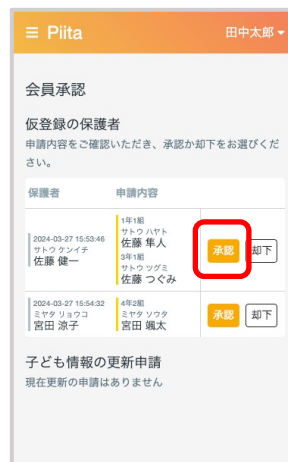 ≡ Piita 田中太郎
会員承認
仮登録の保護者
申請内容をご確認いただき、承認か却下をお選びくだ
さい。
保護者 申請内容
1年1組
サトウ ハヤト
2024-03-27 15:53:46
佐藤 隼人
サトウ ケンイチ
3年1組
佐藤 健一
サトウ ツグミ
佐藤 つぐみ
承認 却下
2024-03-27 15:54:32
ミヤタ リョウコ
宮田 涼子
4年2組
ミヤタ ソウタ
宮田 颯太
承認 却下
子ども情報の更新申請
現在更新の申請はありません